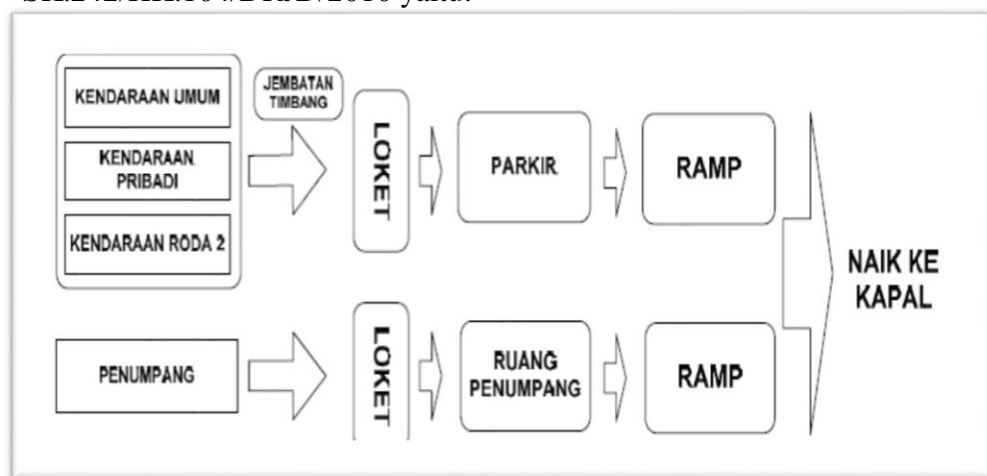 KENDARAAN UMUM
KENDARAAN
PRIBADI
KENDARAAN RODA 2
JEMBATAN
TIMBANG
LOKET
PARKIR
RAMP
PENUMPANG
LOKET
RUANG
PENUMPANG
RAMP
NAIK KE
KAPAL